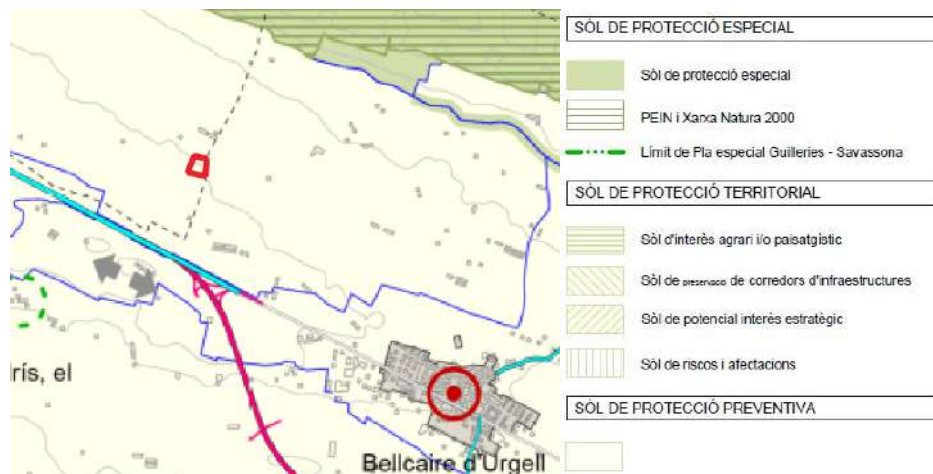 SÒL DE PROTECCIÓ ESPECIAL
Sòl de protecció especial
PEIN i Xarxa Natura 2000
Límit de Pla especial Guilleries - Savassona
SÒL DE PROTECCIÓ TERRITORIAL
Sòl d'interès agrari i/o paisatgístic
Sòl de preservació de corredors d'infraestructures
Sòl de potencial interès estratègic
Sòl de riscos i afectacions
SÒL DE PROTECCIÓ PREVENTIVA
rís, el
Bellcaire d'Urgell